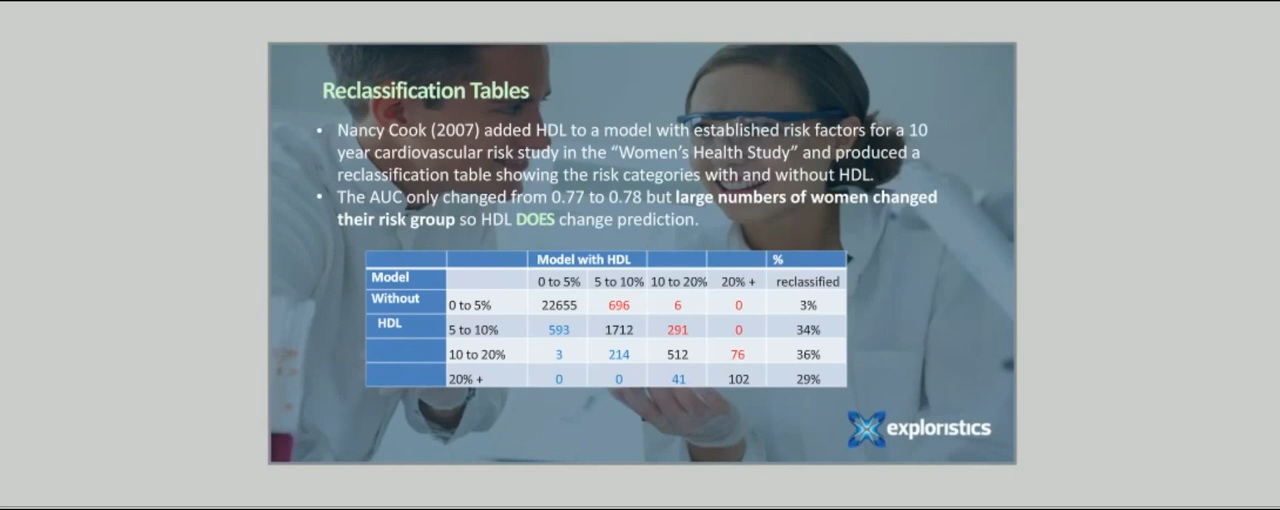 Reclassification Tables
• Nancy Cook (2007) added HDL to a model with established risk factors for a 10
year cardiovascular risk study in the “Women’s Health Study” and produced a
reclassification table showing the risk categories with and without HDL.
• The AUC only changed from 0.77 to 0.78 but large numbers of women changed
their risk group so HDL DOES change prediction.
Model with HDL %
Model 0 to 5% 5 to 10% 10 to 20% 20% + reclassified
Without 0 to 5% 22655 696 6 0 3%
HDL 5 to 10% 593 1712 291 0 34%
10 to 20% 3 214 512 76 36%
20% + 0 0 41 102 29%
exploristics